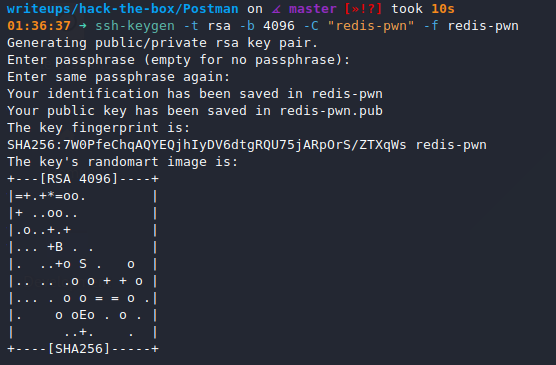 writeups/hack-the-box/Postman on ∡ master [»!?] took 10s
01:36:37 ➜ ssh-keygen -t rsa -b 4096 -C "redis-pwn" -f redis-pwn
Generating public/private rsa key pair.
Enter passphrase (empty for no passphrase):
Enter same passphrase again:
Your identification has been saved in redis-pwn
Your public key has been saved in redis-pwn.pub
The key fingerprint is:
SHA256:7W0PfeChqAQYEQjhIyDV6dtgRQU75jARpOrS/ZTXqWs redis-pwn
The key's randomart image is:
+---[RSA 4096]----+
|=+.+*=oo.        |
|+ ..oo..         |
|.o..+.+          |
|... +B . .       |
|.  ..+o S .   o  |
|.. .. .o o + + o |
|... . o o = = o .|
|.    o oEo . o . |
|      ..+.    .  |
+----[SHA256]-----+